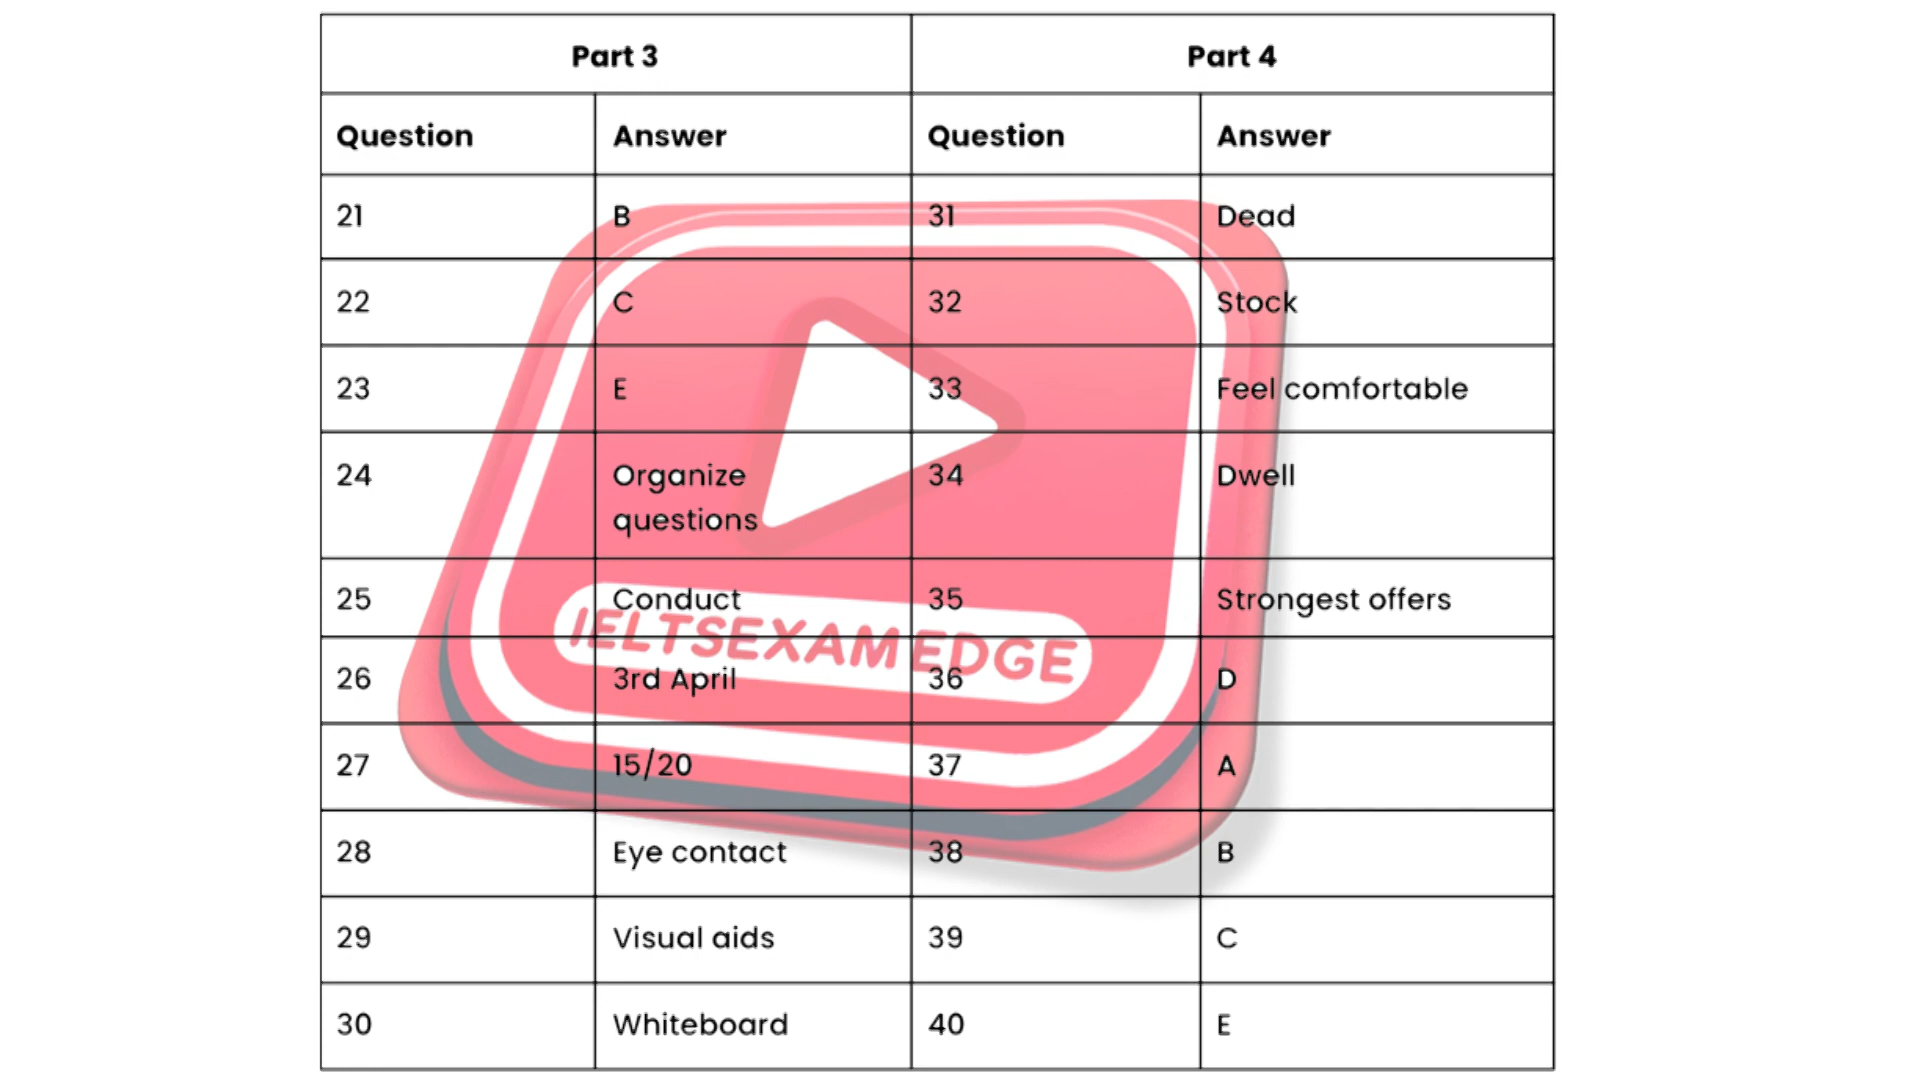 Part 3 Part 4
Question Answer Question Answer
21 B 31 Dead
22 C 32 Stock
23 E 33 Feel comfortable
24 Organize questions 34 Dwell
25 Conduct 35 Strongest offers
IELTSEXAM EDGE
26 3rd April 36 D
27 15/20 37 A
28 Eye contact 38 B
29 Visual aids 39 C
30 Whiteboard 40 E